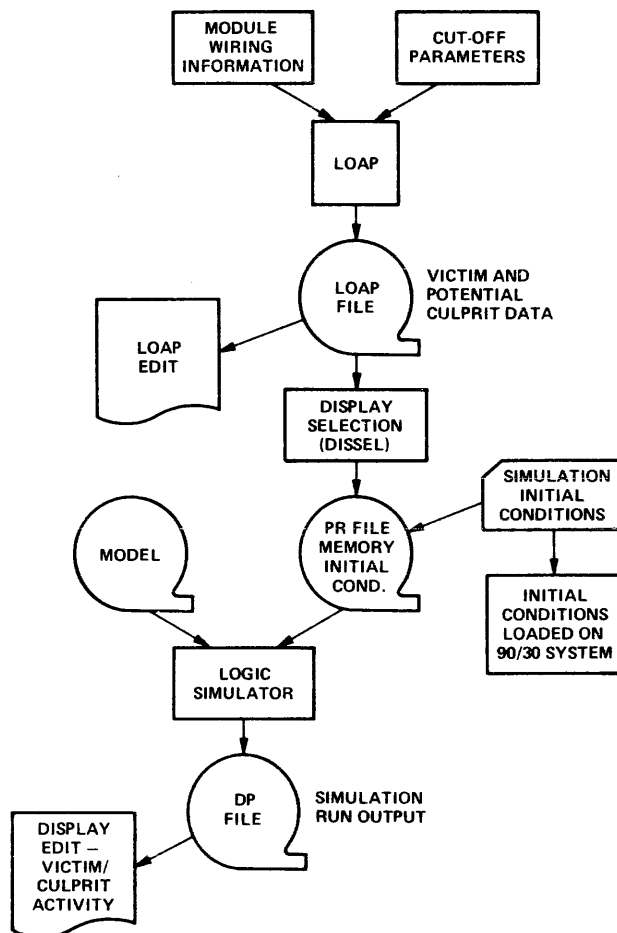 MODULE
WIRING
INFORMATION
CUT-OFF
PARAMETERS
LOAP
LOAP
FILE
VICTIM AND
POTENTIAL
CULPRIT DATA
LOAP
EDIT
DISPLAY
SELECTION
(DISSEL)
SIMULATION
INITIAL
CONDITIONS
MODEL
PR FILE
MEMORY
INITIAL
COND.
INITIAL
CONDITIONS
LOADED ON
90/30 SYSTEM
LOGIC
SIMULATOR
DP
FILE
SIMULATION
RUN OUTPUT
DISPLAY
EDIT –
VICTIM/
CULPRIT
ACTIVITY